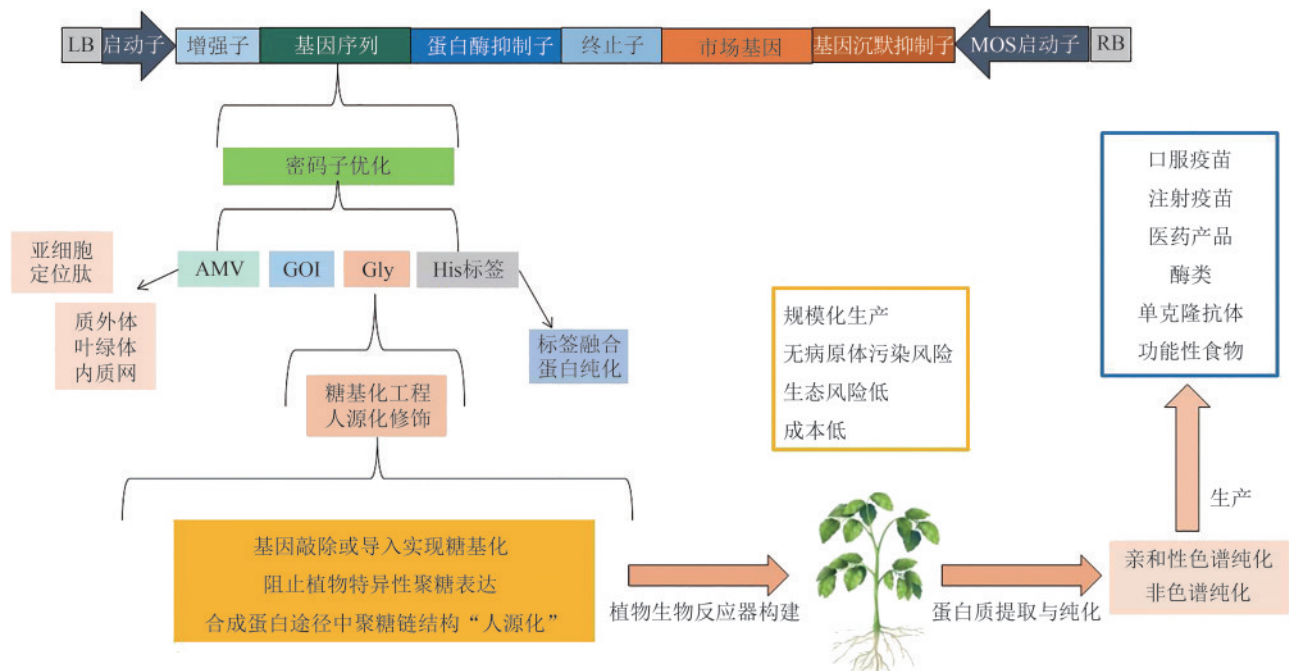 LB 启动子 增强子 基因序列 蛋白酶抑制子 终止子 市场基因 基因沉默抑制子 MOS启动子 RB
密码子优化
亚细胞
定位肽
AMV GOI Gly His标签
质外体
叶绿体
内质网
标签融合
蛋白纯化
糖基化工程
人源化修饰
基因敲除或导入实现糖基化
阻止植物特异性聚糖表达
合成蛋白途径中聚糖链结构“人源化”
植物生物反应器构建
规模化生产
无病原体污染风险
生态风险低
成本低
蛋白质提取与纯化
亲和性色谱纯化
非色谱纯化
生产
口服疫苗
注射疫苗
医药产品
酶类
单克隆抗体
功能性食物